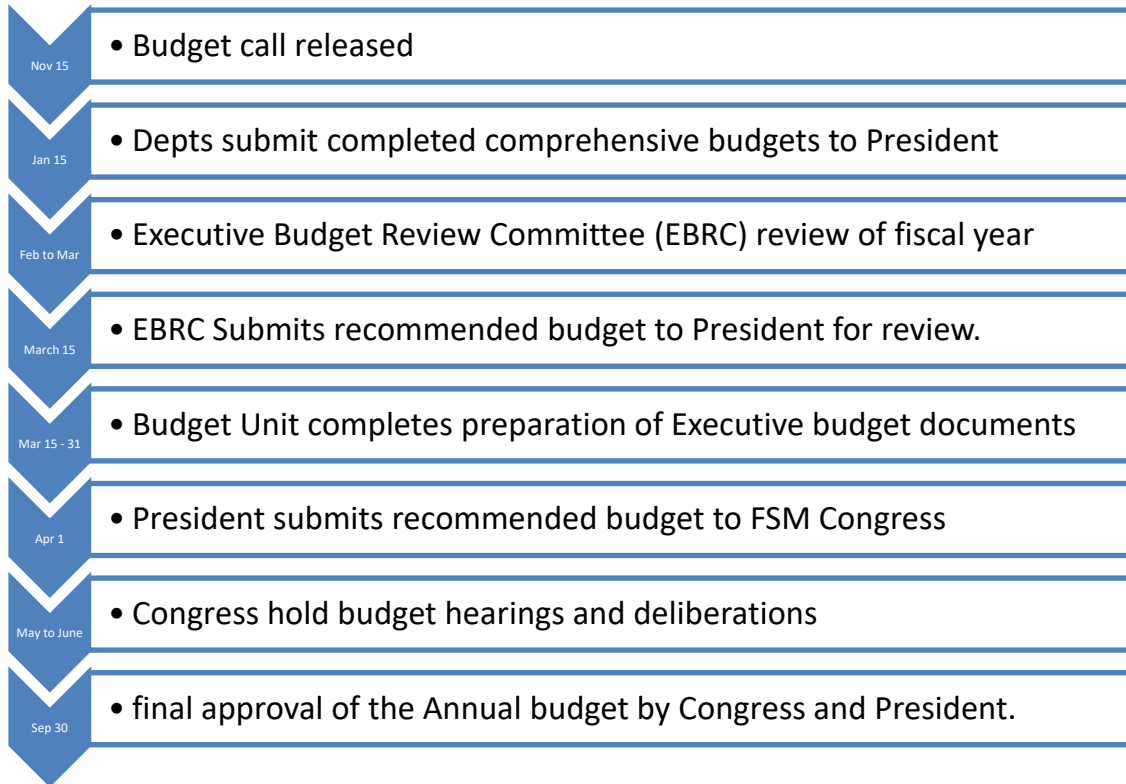 Nov 15
• Budget call released
Jan 15
• Depts submit completed comprehensive budgets to President
Feb to Mar
• Executive Budget Review Committee (EBRC) review of fiscal year
March 15
• EBRC Submits recommended budget to President for review.
Mar 15 - 31
• Budget Unit completes preparation of Executive budget documents
Apr 1
• President submits recommended budget to FSM Congress
May to June
• Congress hold budget hearings and deliberations
Sep 30
• final approval of the Annual budget by Congress and President.